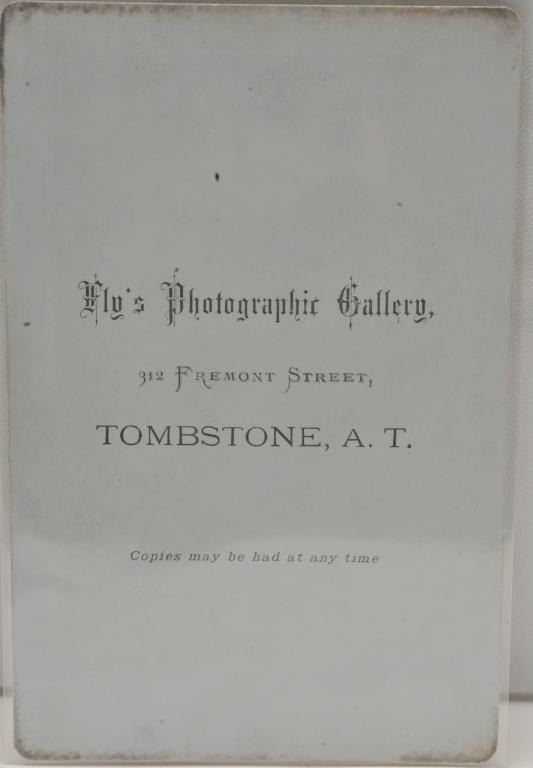 Fly's Photographic Gallery,
312 Fremont Street,
TOMBSTONE, A. T.
Copies may be had at any time